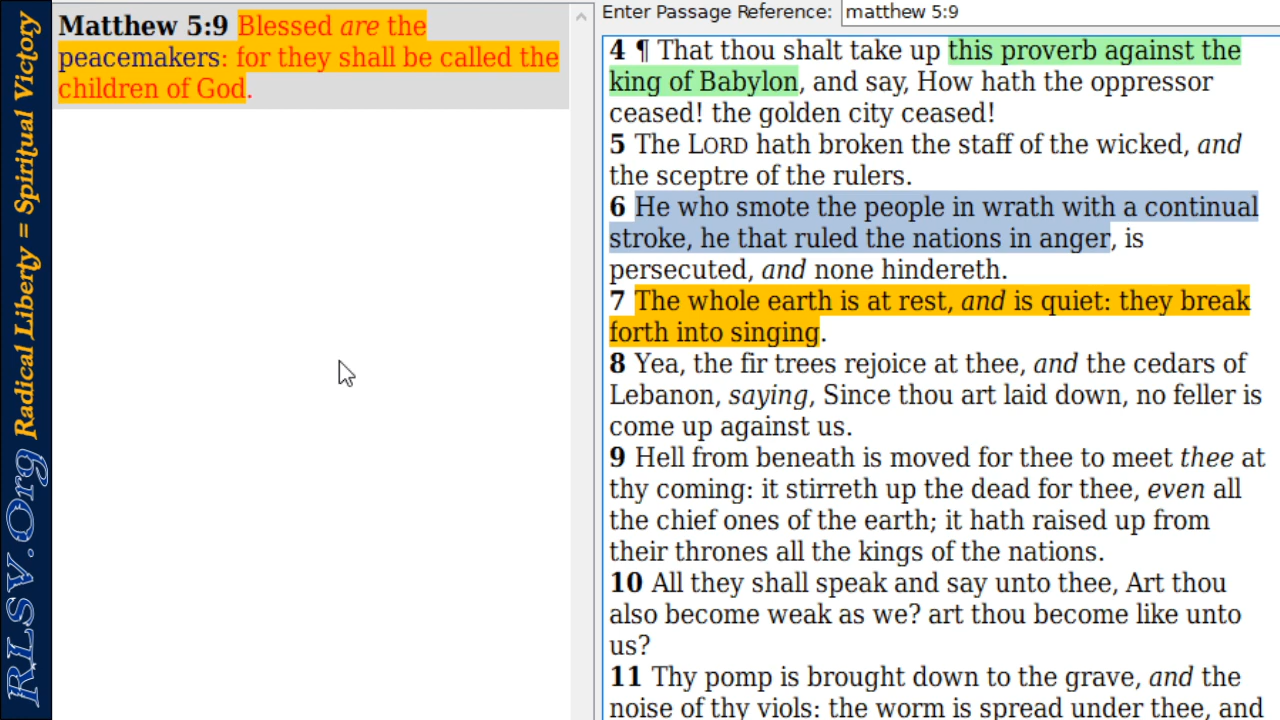 RLSV.Org Radical Liberty = Spiritual Victory
Matthew 5:9 Blessed are the
peacemakers: for they shall be called the
children of God.
Enter Passage Reference: matthew 5:9
4 ¶ That thou shalt take up this proverb against the
king of Babylon, and say, How hath the oppressor
ceased! the golden city ceased!
5 The LORD hath broken the staff of the wicked, and
the sceptre of the rulers.
6 He who smote the people in wrath with a continual
stroke, he that ruled the nations in anger, is
persecuted, and none hindereth.
7 The whole earth is at rest, and is quiet: they break
forth into singing.
8 Yea, the fir trees rejoice at thee, and the cedars of
Lebanon, saying, Since thou art laid down, no feller is
come up against us.
9 Hell from beneath is moved for thee to meet thee at
thy coming: it stirreth up the dead for thee, even all
the chief ones of the earth; it hath raised up from
their thrones all the kings of the nations.
10 All they shall speak and say unto thee, Art thou
also become weak as we? art thou become like unto
us?
11 Thy pomp is brought down to the grave, and the
noise of thy viols: the worm is spread under thee, and